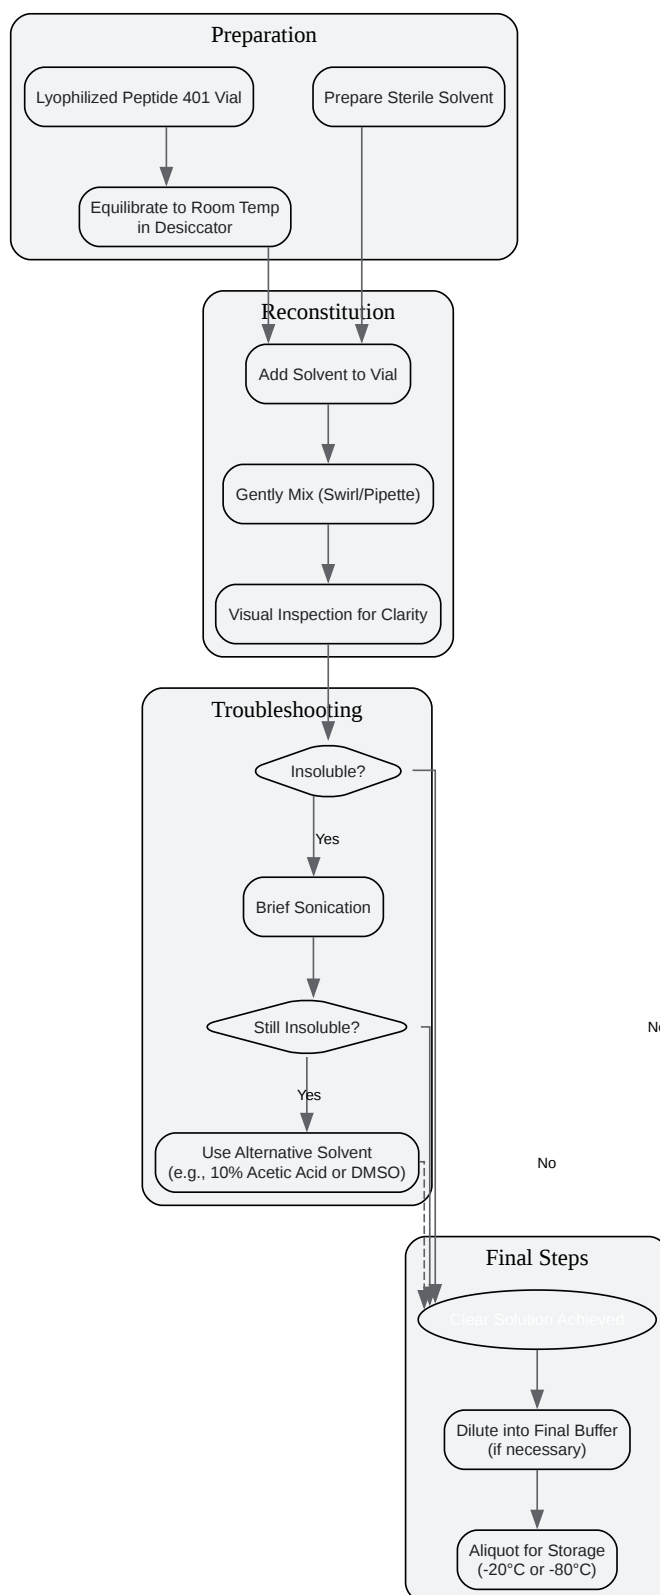 Preparation
Lyophilized Peptide 401 Vial
Prepare Sterile Solvent
Equilibrate to Room Temp
in Desiccator
Reconstitution
Add Solvent to Vial
Gently Mix (Swirl/Pipette)
Visual Inspection for Clarity
Troubleshooting
Insoluble?
Yes
Brief Sonication
Still Insoluble?
No
Yes
Use Alternative Solvent
(e.g., 10% Acetic Acid or DMSO)
No
Final Steps
Clear Solution Achieved
Dilute into Final Buffer
(if necessary)
Aliquot for Storage
(-20°C or -80°C)